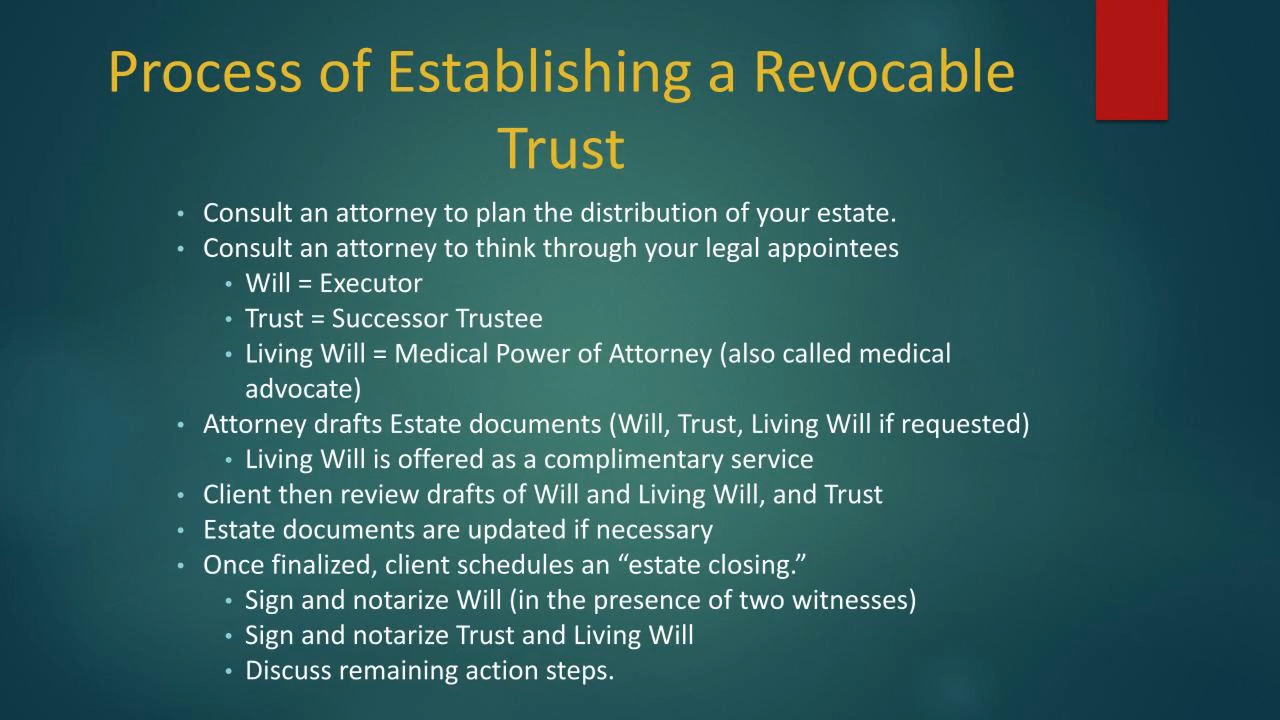 Process of Establishing a Revocable
Trust
• Consult an attorney to plan the distribution of your estate.
• Consult an attorney to think through your legal appointees
• Will = Executor
• Trust = Successor Trustee
• Living Will = Medical Power of Attorney (also called medical
advocate)
• Attorney drafts Estate documents (Will, Trust, Living Will if requested)
• Living Will is offered as a complimentary service
• Client then review drafts of Will and Living Will, and Trust
• Estate documents are updated if necessary
• Once finalized, client schedules an “estate closing.”
• Sign and notarize Will (in the presence of two witnesses)
• Sign and notarize Trust and Living Will
• Discuss remaining action steps.